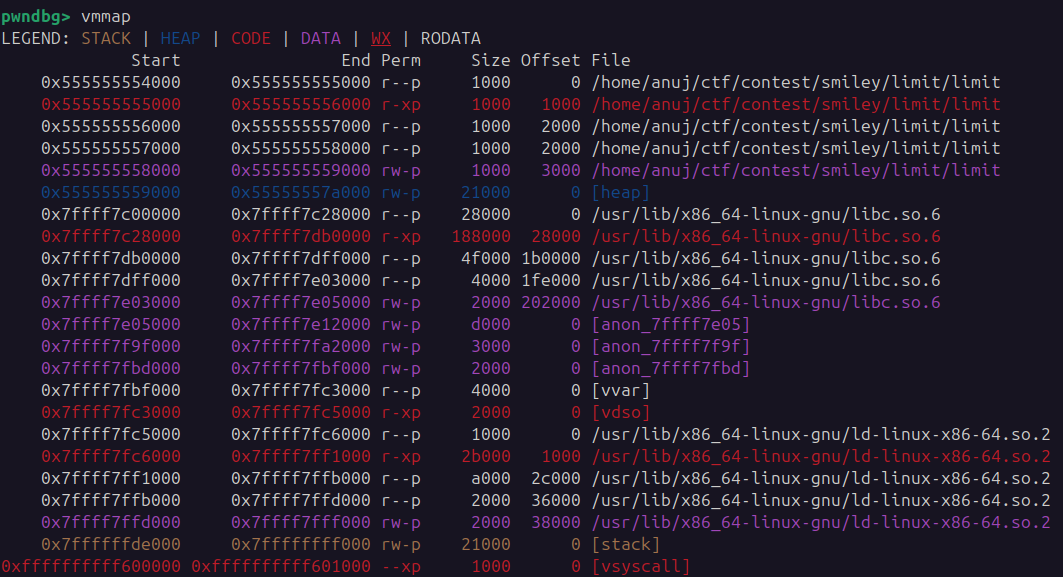 pwndbg> vmmap
LEGEND: STACK | HEAP | CODE | DATA | WX | RODATA
Start End Perm Size Offset File
0x555555554000 0x555555555000 r--p 1000 0 /home/anuj/ctf/contest/smiley/limit/limit
0x555555555000 0x555555556000 r-xp 1000 1000 /home/anuj/ctf/contest/smiley/limit/limit
0x555555556000 0x555555557000 r--p 1000 2000 /home/anuj/ctf/contest/smiley/limit/limit
0x555555557000 0x555555558000 r--p 1000 2000 /home/anuj/ctf/contest/smiley/limit/limit
0x555555558000 0x555555559000 rw-p 1000 3000 /home/anuj/ctf/contest/smiley/limit/limit
0x555555559000 0x55555557a000 rw-p 21000 0 [heap]
0x7ffff7c00000 0x7ffff7c28000 r--p 28000 0 /usr/lib/x86_64-linux-gnu/libc.so.6
0x7ffff7c28000 0x7ffff7db0000 r-xp 188000 28000 /usr/lib/x86_64-linux-gnu/libc.so.6
0x7ffff7db0000 0x7ffff7dff000 r--p 4f000 1b0000 /usr/lib/x86_64-linux-gnu/libc.so.6
0x7ffff7dff000 0x7ffff7e03000 r--p 4000 1fe000 /usr/lib/x86_64-linux-gnu/libc.so.6
0x7ffff7e03000 0x7ffff7e05000 rw-p 2000 202000 /usr/lib/x86_64-linux-gnu/libc.so.6
0x7ffff7e05000 0x7ffff7e12000 rw-p d000 0 [anon_7ffff7e05]
0x7ffff7f9f000 0x7ffff7fa2000 rw-p 3000 0 [anon_7ffff7f9f]
0x7ffff7fbd000 0x7ffff7fbf000 rw-p 2000 0 [anon_7ffff7fbd]
0x7ffff7fbf000 0x7ffff7fc3000 r--p 4000 0 [vvar]
0x7ffff7fc3000 0x7ffff7fc5000 r-xp 2000 0 [vdso]
0x7ffff7fc5000 0x7ffff7fc6000 r--p 1000 0 /usr/lib/x86_64-linux-gnu/ld-linux-x86-64.so.2
0x7ffff7fc6000 0x7ffff7ff1000 r-xp 2b000 1000 /usr/lib/x86_64-linux-gnu/ld-linux-x86-64.so.2
0x7ffff7ff1000 0x7ffff7ffb000 r--p a000 2c000 /usr/lib/x86_64-linux-gnu/ld-linux-x86-64.so.2
0x7ffff7ffb000 0x7ffff7ffd000 r--p 2000 36000 /usr/lib/x86_64-linux-gnu/ld-linux-x86-64.so.2
0x7ffff7ffd000 0x7ffff7fff000 rw-p 2000 38000 /usr/lib/x86_64-linux-gnu/ld-linux-x86-64.so.2
0x7ffffffde000 0x7ffffffff000 rw-p 21000 0 [stack]
0xffffffffff600000 0xffffffffff601000 --xp 1000 0 [vsyscall]